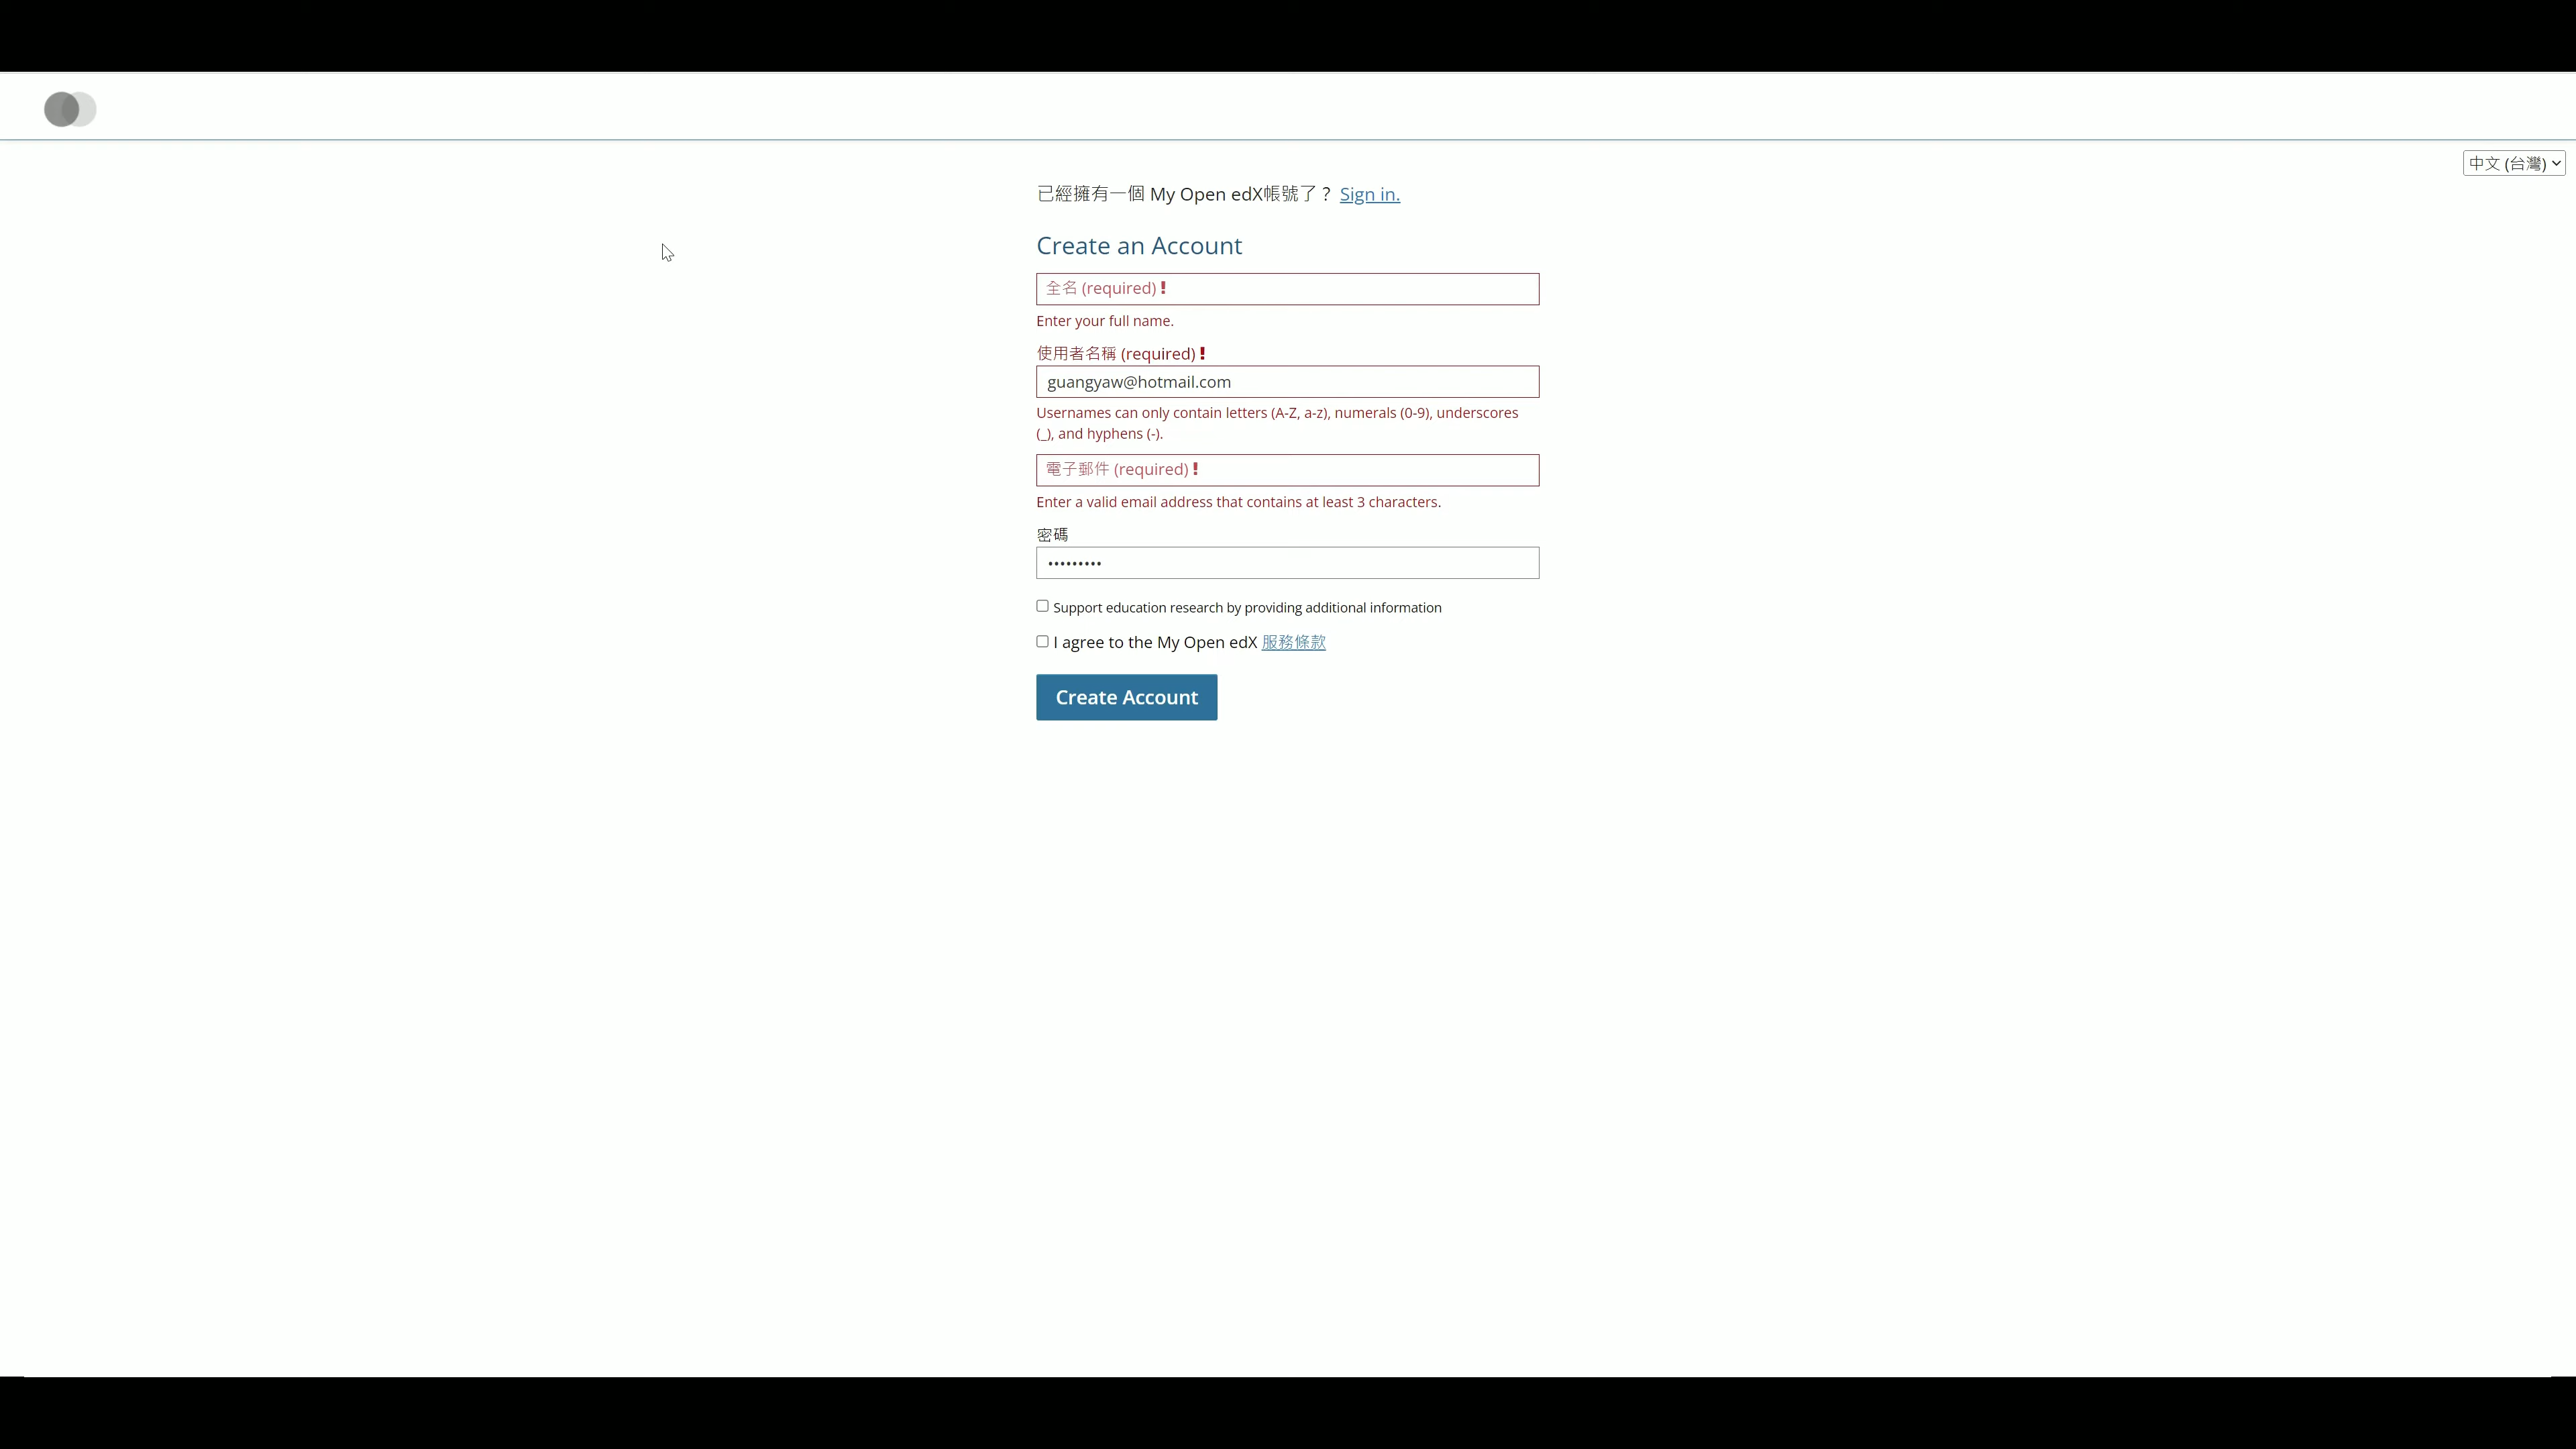 中文 (台灣)
已經擁有一個 My Open edX帳號了？ Sign in.
Create an Account
全名 (required) !
Enter your full name.
使用者名稱 (required) !
guangyaw@hotmail.com
Usernames can only contain letters (A-Z, a-z), numerals (0-9), underscores
(_), and hyphens (-).
電子郵件 (required) !
Enter a valid email address that contains at least 3 characters.
密碼
•••••••••
Support education research by providing additional information
I agree to the My Open edX 服務條款
Create Account